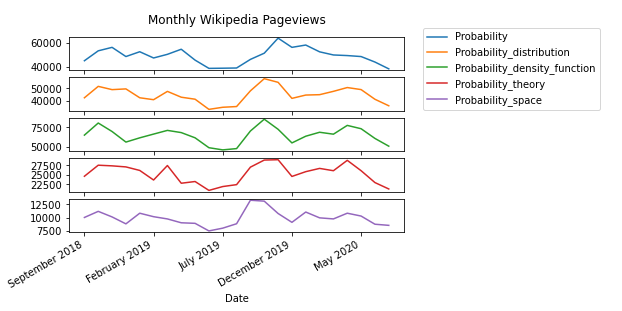 Monthly Wikipedia Pageviews
60000
40000
50000
40000
75000
50000
27500
25000
22500
12500
10000
7500
September 2018
February 2019
July 2019
December 2019
May 2020
Date
Probability
Probability_distribution
Probability_density_function
Probability_theory
Probability_space